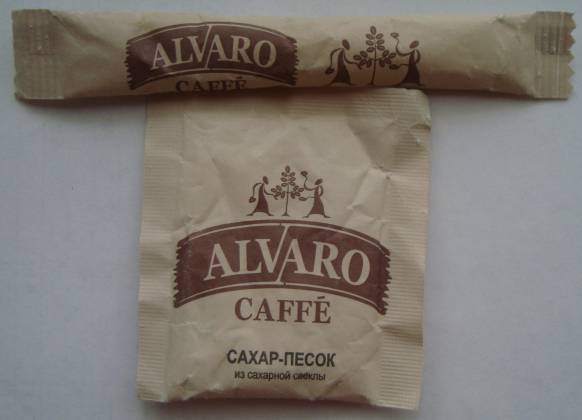 ALVARO
CAFFÉ
ALVARO
CAFFÉ
САХАР-ПЕСОК
из сахарной свеклы